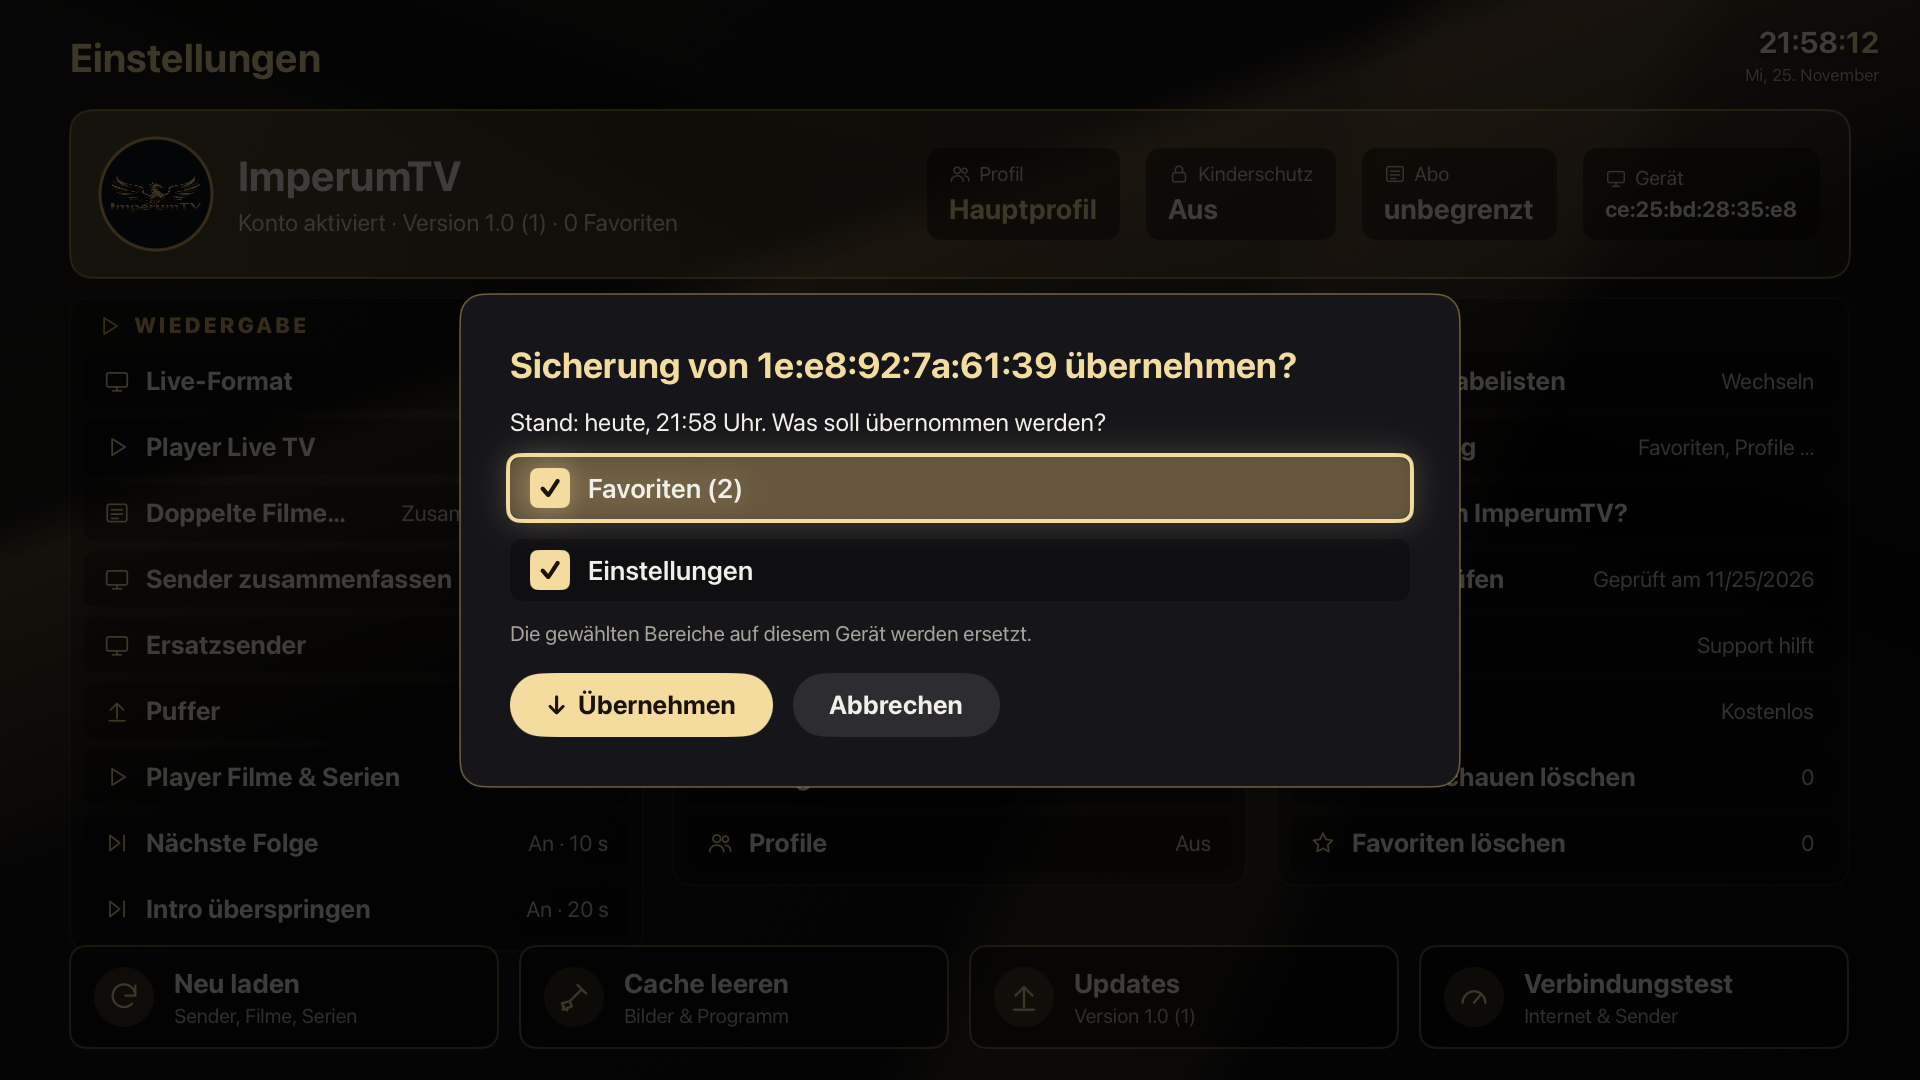 Einstellungen
21:58:12
Mi, 25. November
ImperumTV
ImperumTV
Konto aktiviert · Version 1.0 (1) · 0 Favoriten
Profil
Hauptprofil
Kinderschutz
Aus
Abo
unbegrenzt
Gerät
ce:25:bd:28:35:e8
WIEDERGABE
Live-Format
Player Live TV
Doppelte Filme… Zusam
Sender zusammenfassen
Ersatzsender
Puffer
Player Filme & Serien
Nächste Folge An · 10 s
Intro überspringen An · 20 s
Sicherung von 1e:e8:92:7a:61:39 übernehmen?
Stand: heute, 21:58 Uhr. Was soll übernommen werden?
Favoriten (2)
Einstellungen
Die gewählten Bereiche auf diesem Gerät werden ersetzt.
Übernehmen
Abbrechen
Profile Aus
abelisten Wechseln
g Favoriten, Profile ...
n ImperumTV?
üfen Geprüft am 11/25/2026
Support hilft
Kostenlos
chauen löschen 0
Favoriten löschen 0
Neu laden
Sender, Filme, Serien
Cache leeren
Bilder & Programm
Updates
Version 1.0 (1)
Verbindungstest
Internet & Sender